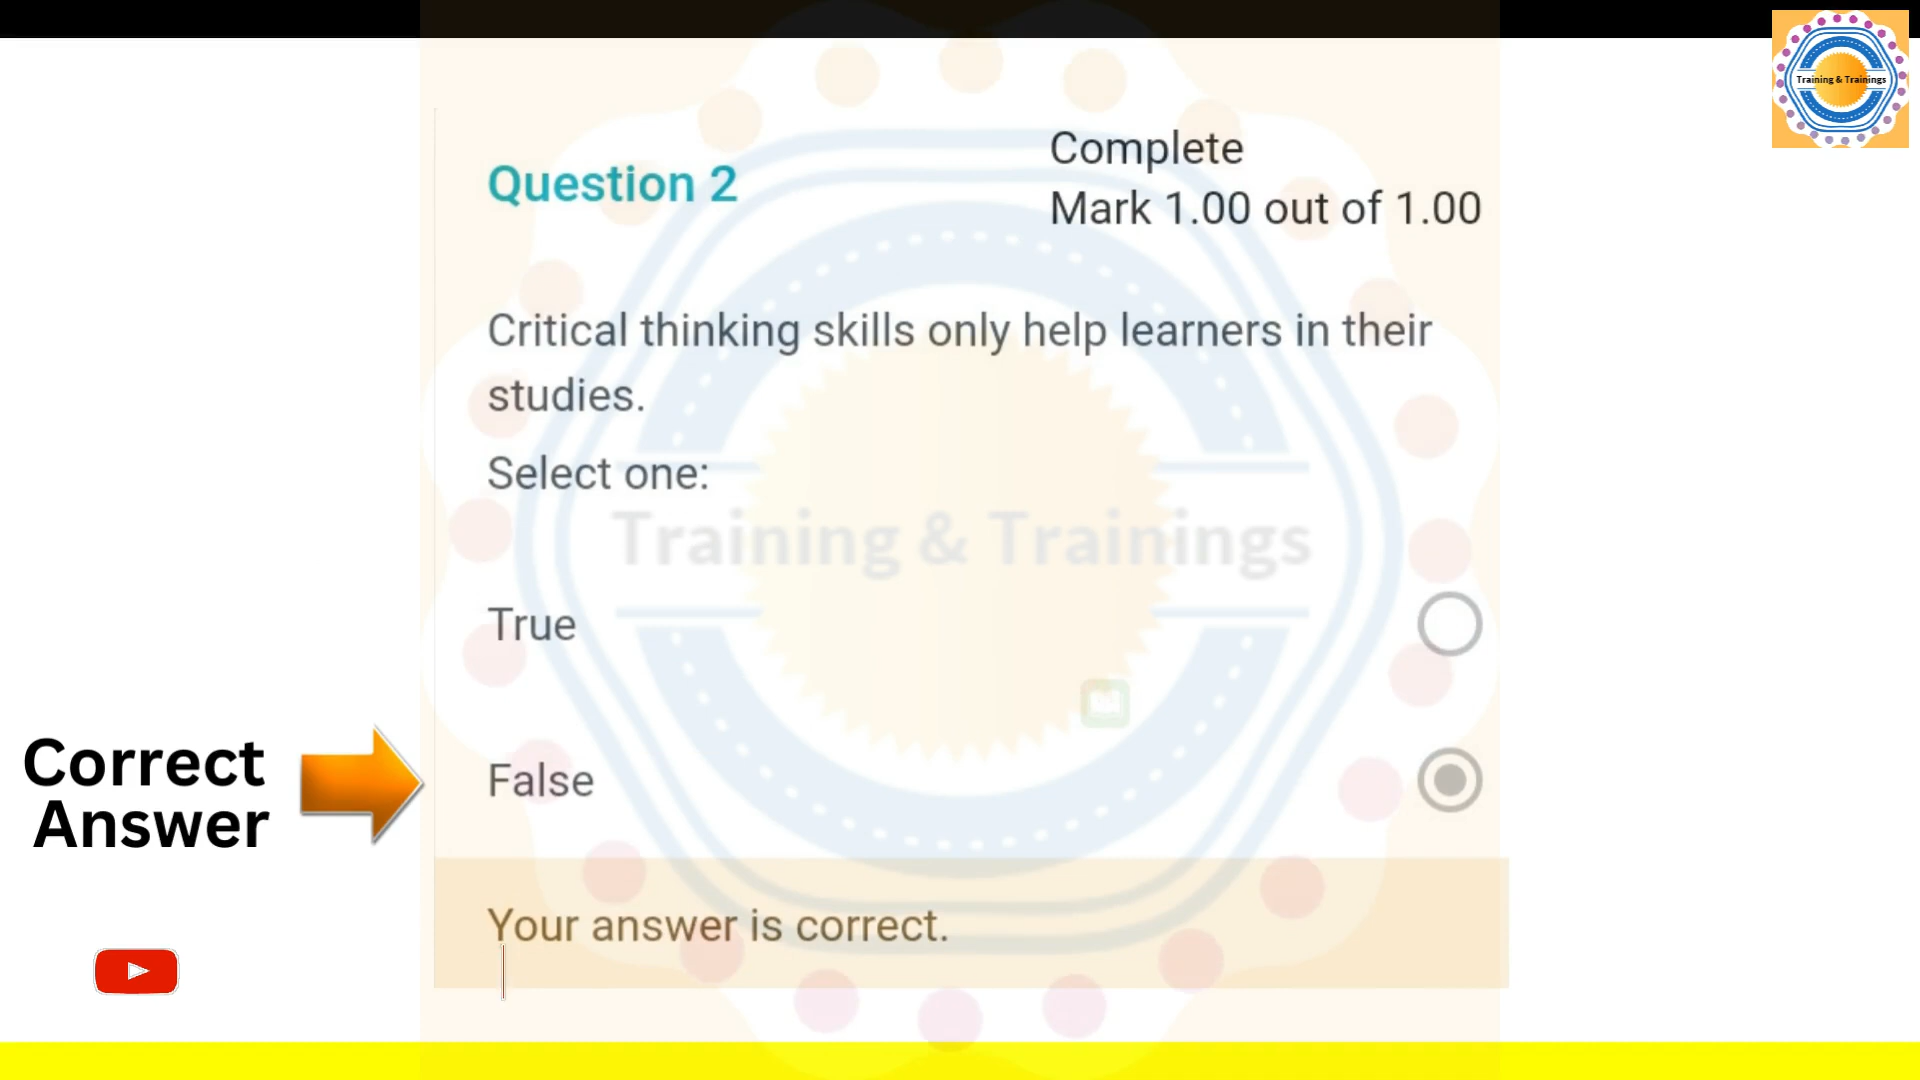 Training & Trainings
Question 2
Complete
Mark 1.00 out of 1.00
Critical thinking skills only help learners in their
studies.
Select one:
Training & Trainings
True
Correct
Answer
False
Your answer is correct.